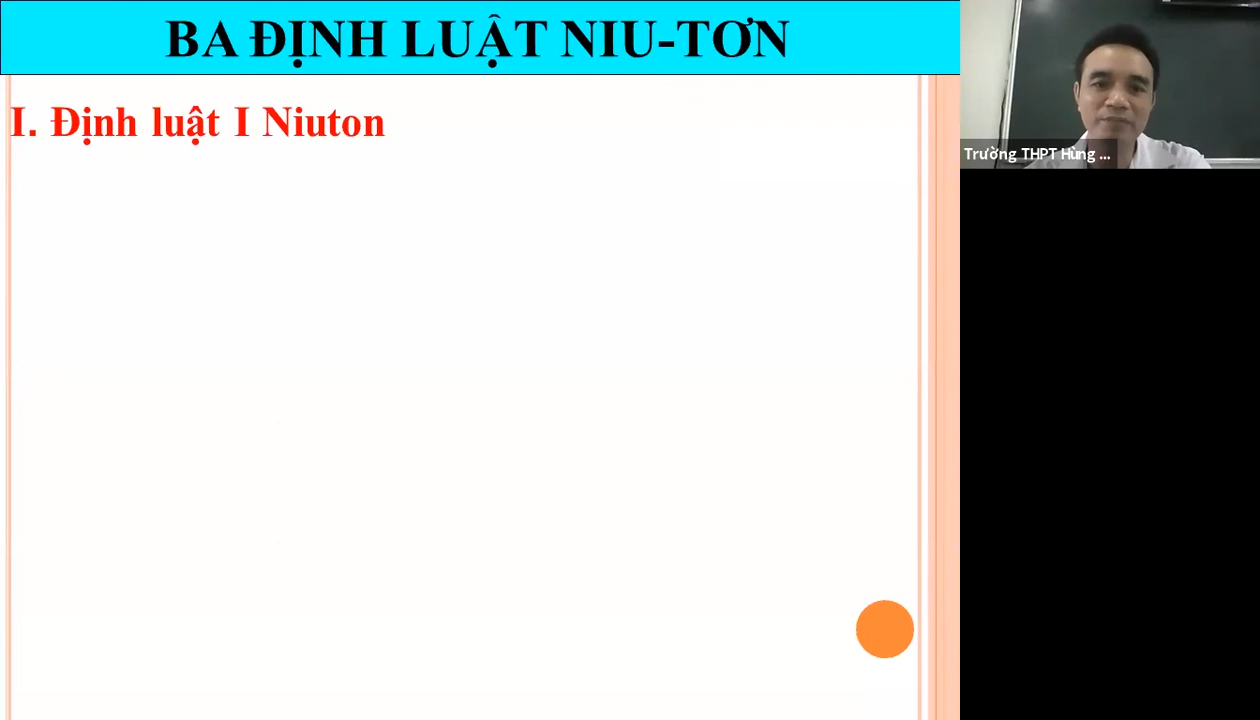 BA ĐỊNH LUẬT NIU-TƠN
I. Định luật I Niuton
Trường THPT Hùng ...